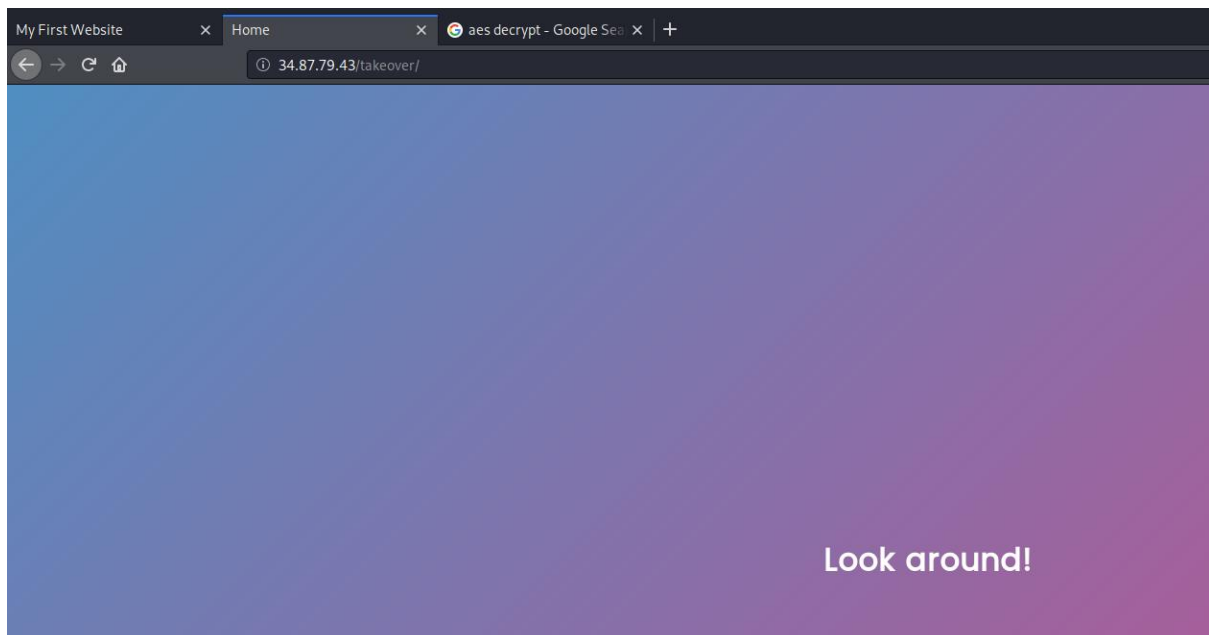 My First Website
Home
aes decrypt - Google Sea
34.87.79.43/takeover/
Look around!